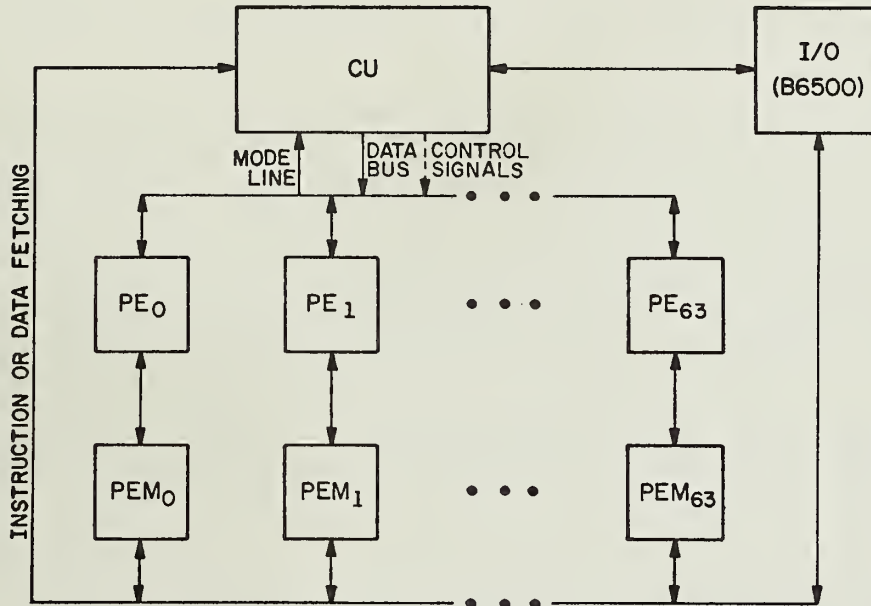 CU
I/O
(B6500)
MODE
LINE
DATA
BUS
CONTROL
SIGNALS
INSTRUCTION OR DATA FETCHING
PE0
PE1
PE63
PEM0
PEM1
PEM63